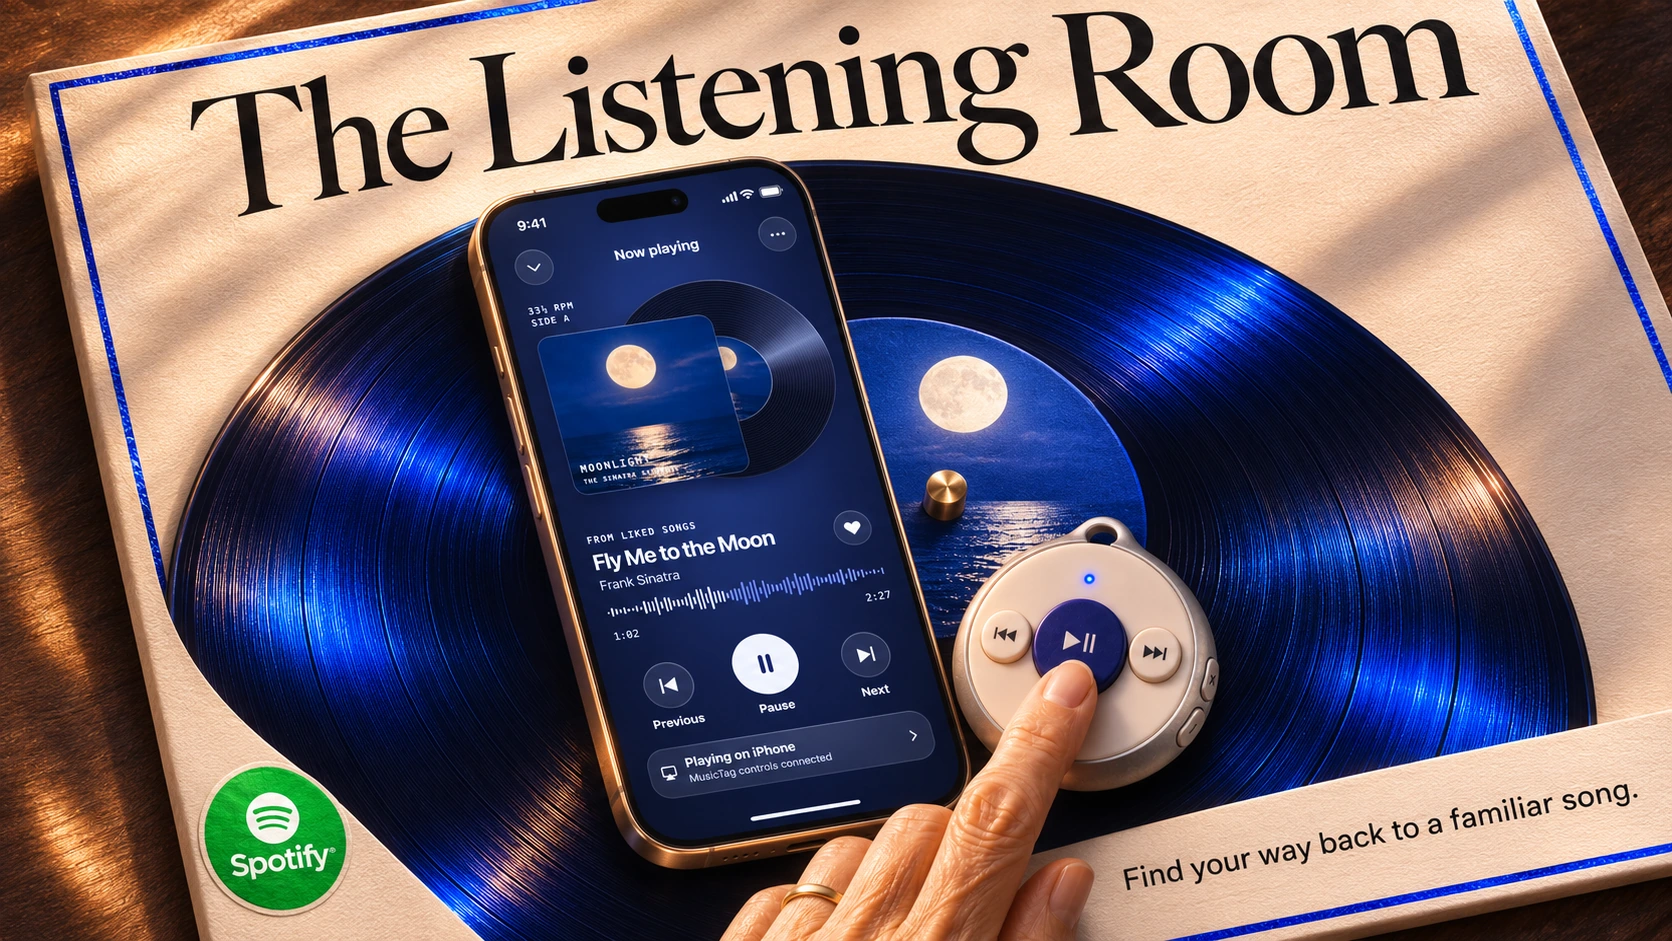 The Listening Room
9:41
Now playing
33⅓ RPM
SIDE A
MOONLIGHT
THE SINATRA
FROM LIKED SONGS
Fly Me to the Moon
Frank Sinatra
1:02
2:27
Previous
Pause
Next
Playing on iPhone
MusicTag controls connected
Spotify®
Find your way back to a familiar song.